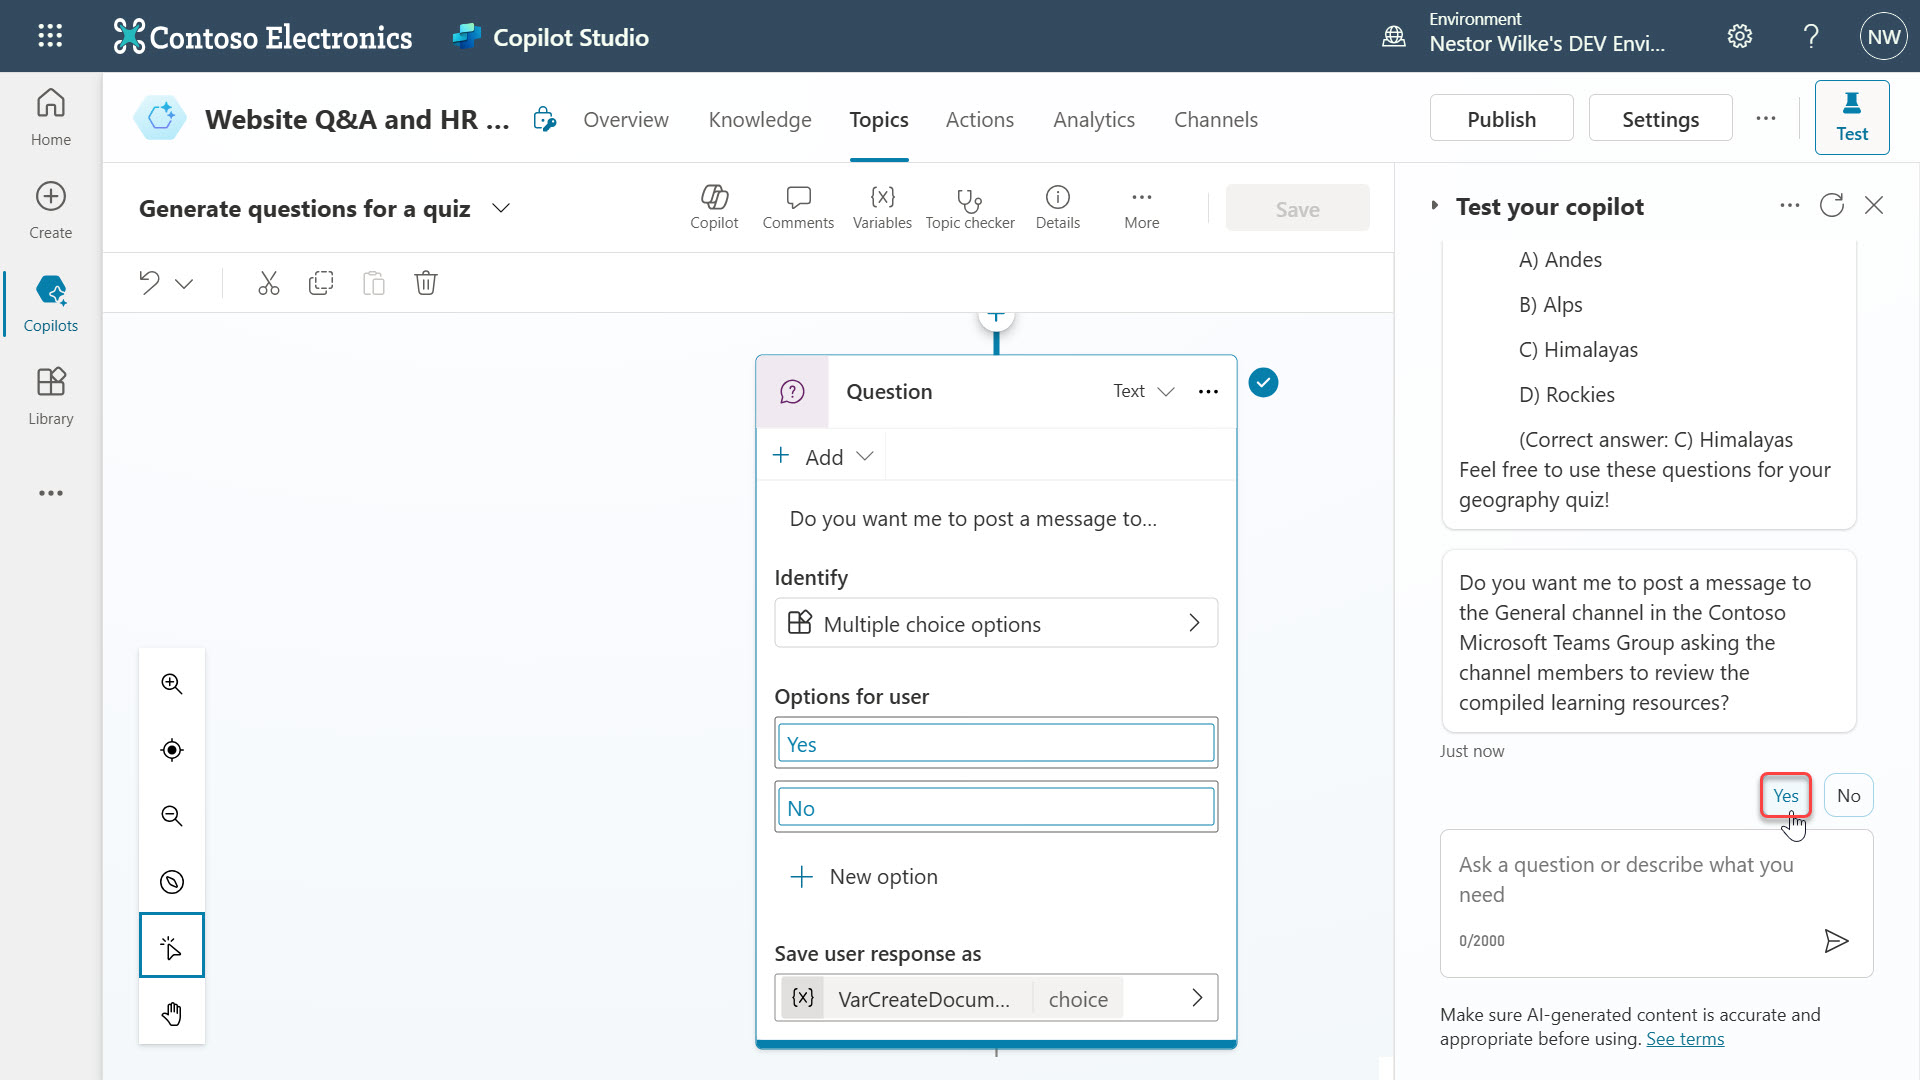 Contoso Electronics
Copilot Studio
Environment
Nestor Wilke's DEV Envi...
NW
Home
Create
Copilots
Library
Website Q&A and HR ...
Overview
Knowledge
Topics
Actions
Analytics
Channels
Publish
Settings
Test
Generate questions for a quiz
Copilot
Comments
Variables
Topic checker
Details
More
Save
Question
Text
Add
Do you want me to post a message to...
Identify
Multiple choice options
Options for user
Yes
No
New option
Save user response as
{x}
VarCreateDocum...
choice
Test your copilot
A) Andes
B) Alps
C) Himalayas
D) Rockies
(Correct answer: C) Himalayas
Feel free to use these questions for your
geography quiz!
Do you want me to post a message to
the General channel in the Contoso
Microsoft Teams Group asking the
channel members to review the
compiled learning resources?
Just now
Yes
No
Ask a question or describe what you
need
0/2000
Make sure AI-generated content is accurate and
appropriate before using. See terms